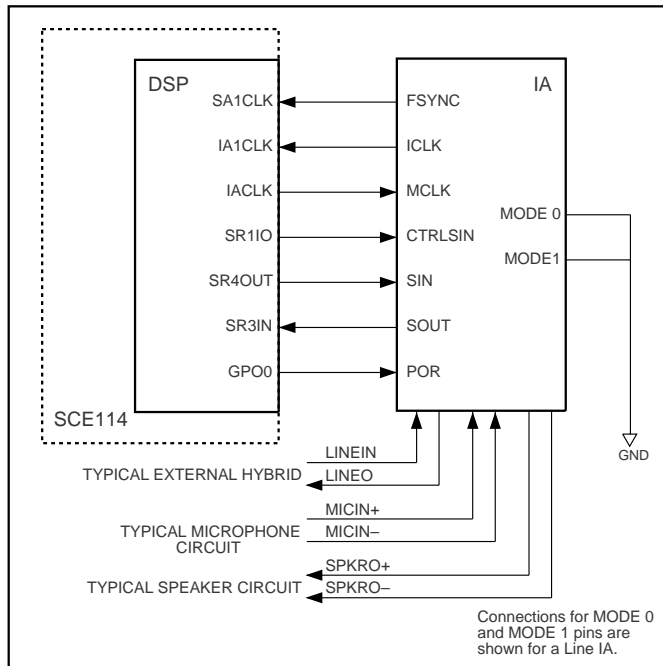 DSP
IA
SA1CLK
FSYNC
IA1CLK
ICLK
IACLK
MCLK
MODE 0
SR1IO
CTRLSIN
MODE1
SR4OUT
SIN
SR3IN
SOUT
GPO0
POR
SCE114
GND
LINEIN
TYPICAL EXTERNAL HYBRID
LINEO
MICIN+
TYPICAL MICROPHONE
CIRCUIT
MICIN–
SPKRO+
TYPICAL SPEAKER CIRCUIT
SPKRO–
Connections for MODE 0
and MODE 1 pins are
shown for a Line IA.